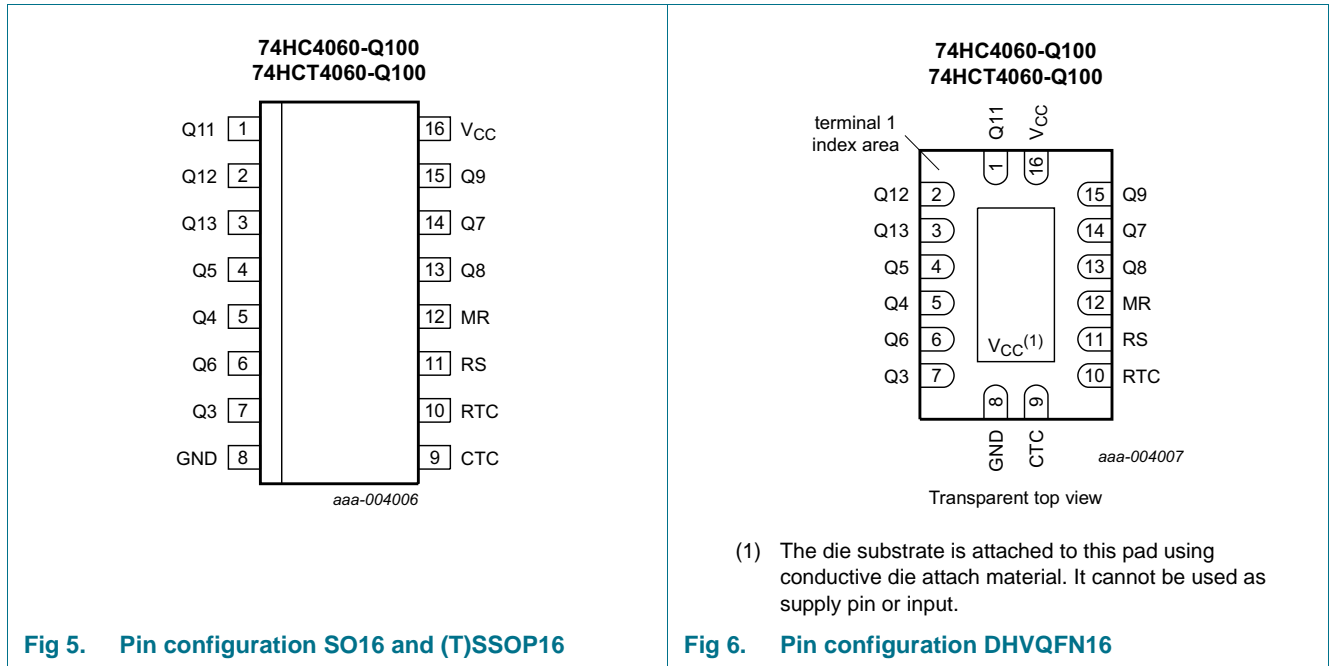 74HC4060-Q100
74HCT4060-Q100
Q11 1 16 VCC
Q12 2 15 Q9
Q13 3 14 Q7
Q5 4 13 Q8
Q4 5 12 MR
Q6 6 11 RS
Q3 7 10 RTC
GND 8 9 CTC
aaa-004006
Fig 5. Pin configuration SO16 and (T)SSOP16
74HC4060-Q100
74HCT4060-Q100
terminal 1
index area
Q11 VCC
1 16
Q12 2 15 Q9
Q13 3 14 Q7
Q5 4 13 Q8
Q4 5 12 MR
Q6 6 VCC(1) 11 RS
Q3 7 10 RTC
8 9
GND CTC
aaa-004007
Transparent top view
(1) The die substrate is attached to this pad using
conductive die attach material. It cannot be used as
supply pin or input.
Fig 6. Pin configuration DHVQFN16